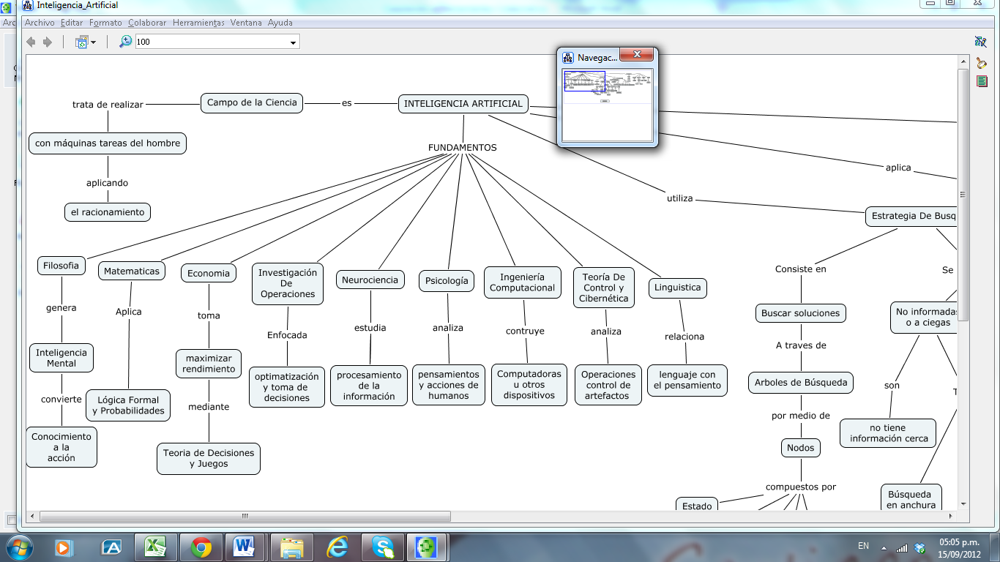 Inteligencia_Artificial
Archivo Editar Formato Colaborar Herramientas Ventana Ayuda
100
Navegac...
trata de realizar
Campo de la Ciencia
es
INTELIGENCIA ARTIFICIAL
con máquinas tareas del hombre
FUNDAMENTOS
aplica
aplicando
utiliza
el racionamiento
Estrategia De Busq
Filosofia
Matematicas
Economia
Investigación
De
Operaciones
Neurociencia
Psicología
Ingeniería
Computacional
Teoría De
Control y
Cibernética
Linguistica
Consiste en
Se
genera
Aplica
toma
Enfocada
estudia
analiza
contruye
analiza
relaciona
Buscar soluciones
No informadas
o a ciegas
Inteligencia
Mental
maximizar
rendimiento
optimatización
y toma de
decisiones
procesamiento
de la
información
pensamientos
y acciones de
humanos
Computadoras
u otros
dispositivos
Operaciones
control de
artefactos
lenguaje con
el pensamiento
A traves de
Arboles de Búsqueda
son
convierte
Lógica Formal
y Probabilidades
mediante
por medio de
no tiene
información cerca
Conocimiento
a la
acción
Teoria de Decisiones
y Juegos
Nodos
compuestos por
Estado
Búsqueda
en anchura
EN
05:05 p.m.
15/09/2012